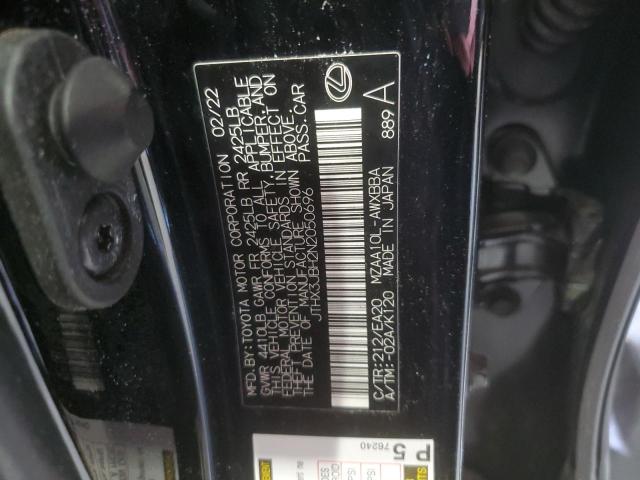 MFD.BY:TOYOTA MOTOR CORPORATION 02/22
GVWR 4410LB GAWR FR 2425LB RR 2425LB
THIS VEHICLE CONFORMS TO ALL APPLICABLE
FEDERAL MOTOR VEHICLE SAFETY, BUMPER, AND
THEFT PREVENTION STANDARDS IN EFFECT ON
THE DATE OF MANUFACTURE SHOWN ABOVE.
JTHX3JBH2N2050696 PASS.CAR
C/TR:212/EA20 MZAA10L-AWXBBA
A/TM:-02A/K120 MADE IN JAPAN
889 A
P 5
76240